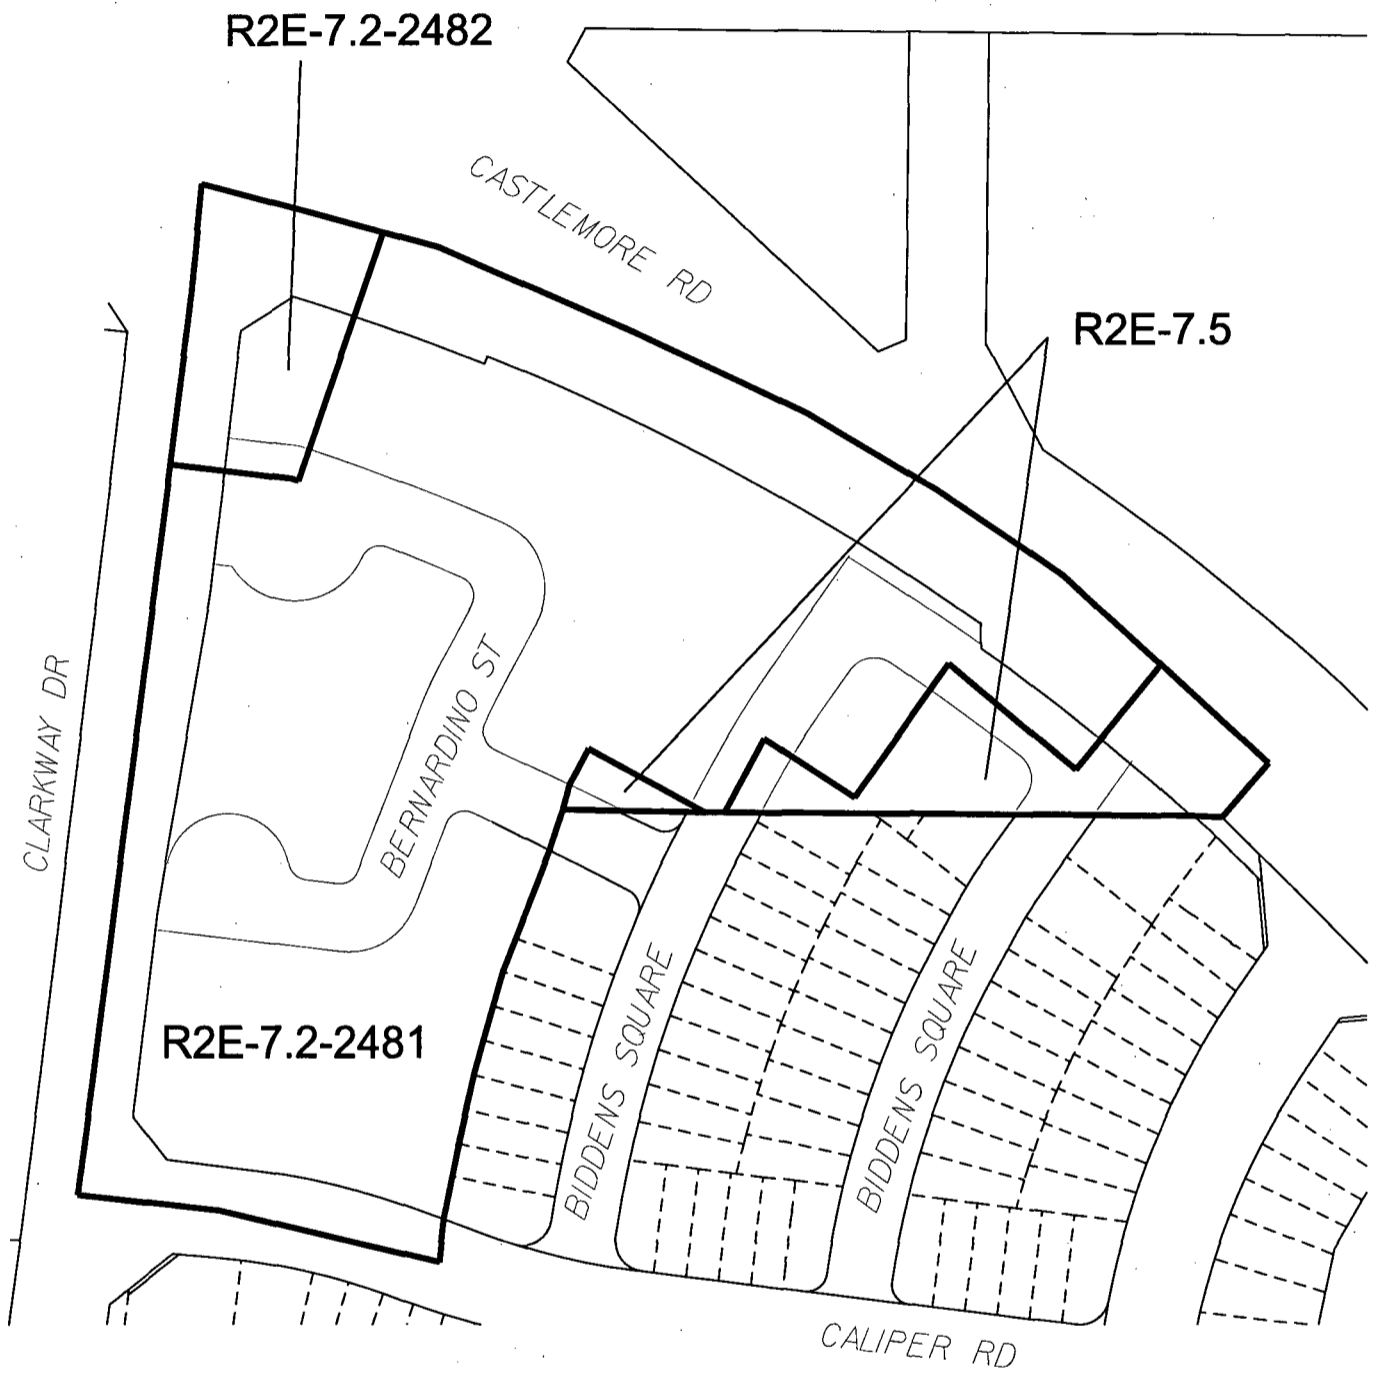 R2E-7.2-2482
CASTLEMORE RD
R2E-7.5
CLARKWAY DR
BERNARDINO ST
BIDDENS SQUARE
BIDDENS SQUARE
R2E-7.2-2481
CALIPER RD